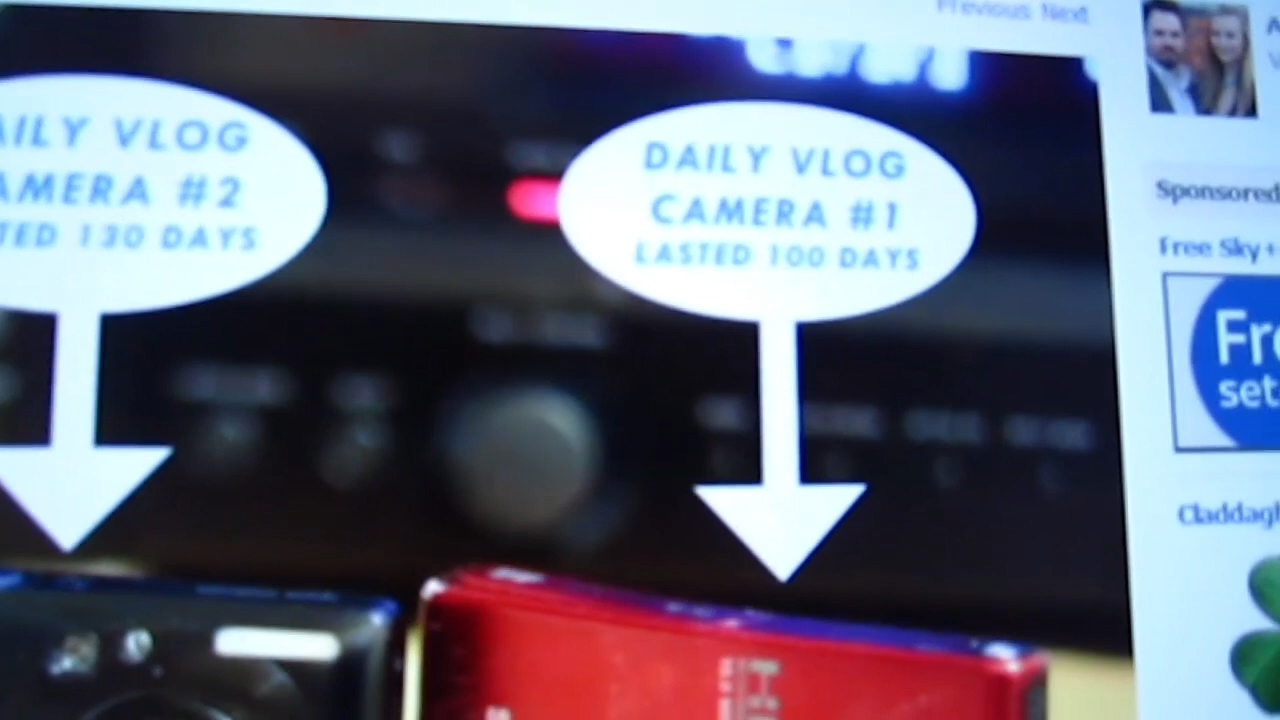 Previous Next
AILY VLOG
AMERA #2
TED 130 DAYS
DAILY VLOG
CAMERA #1
LASTED 100 DAYS
Sponsored
Free Sky+
Fre
set
Claddagh